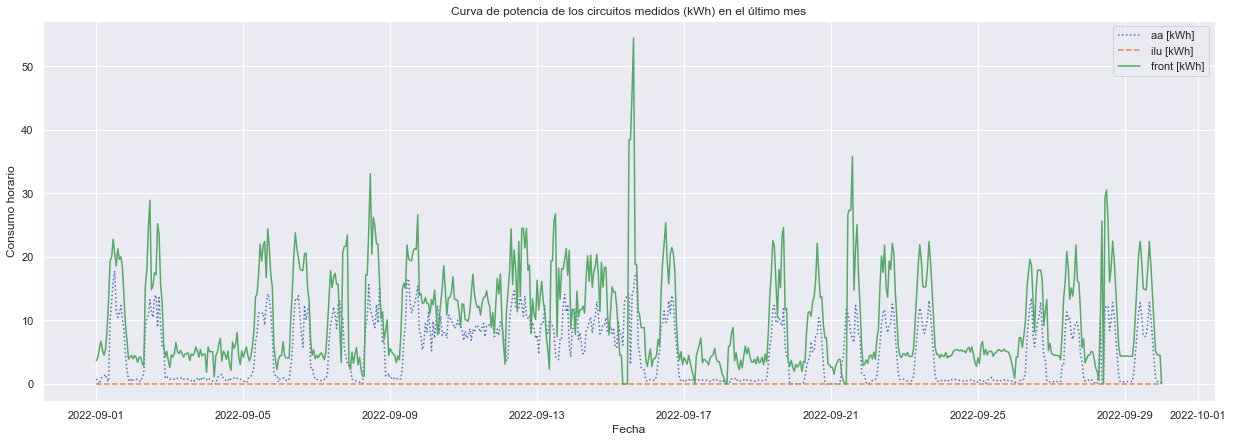 Curva de potencia de los circuitos medidos (kWh) en el último mes
aa [kWh]
ilu [kWh]
front [kWh]
Consumo horario
50
40
30
20
10
0
2022-09-01
2022-09-05
2022-09-09
2022-09-13
2022-09-17
2022-09-21
2022-09-25
2022-09-29
2022-10-01
Fecha